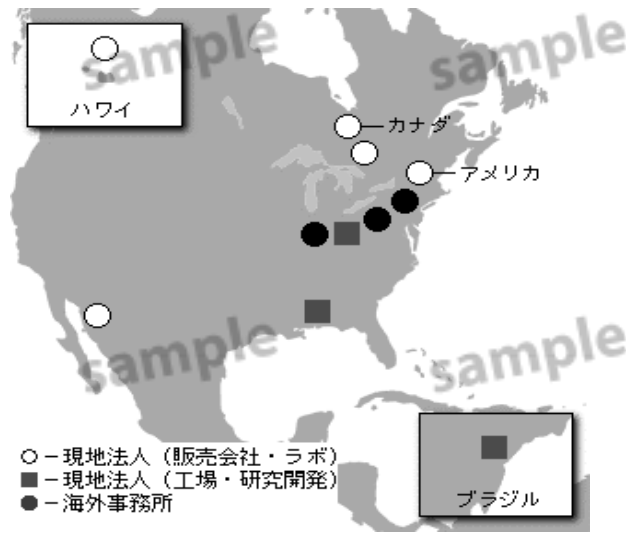 sample
sample
ハワイ
カナダ
アメリカ
sample
sample
○－現地法人（販売会社・ラボ）
■－現地法人（工場・研究開発）
●－海外事務所
ブラジル